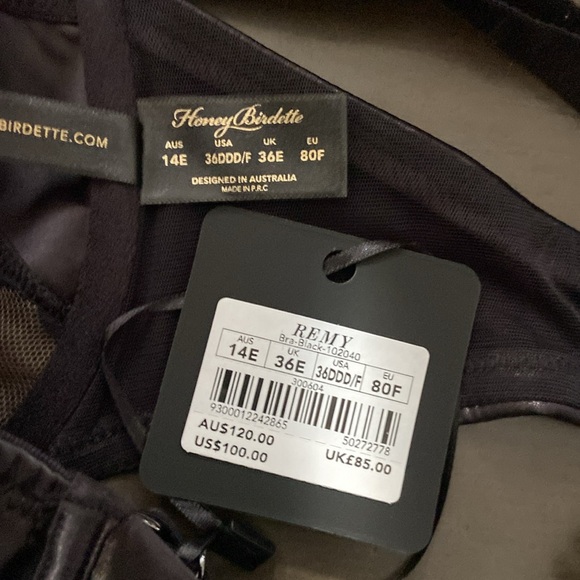 BIRDETTE.COM
Honey Birdette
AUS USA UK EU
14E 36DDD/F 36E 80F
DESIGNED IN AUSTRALIA
MADE IN P.R.C
REMY
Bra-Black-102040
AUS UK USA EU
14E 36E 36DDD/F 80F
300604
9300012242865 50272778
AU$120.00
US$100.00 UK£85.00